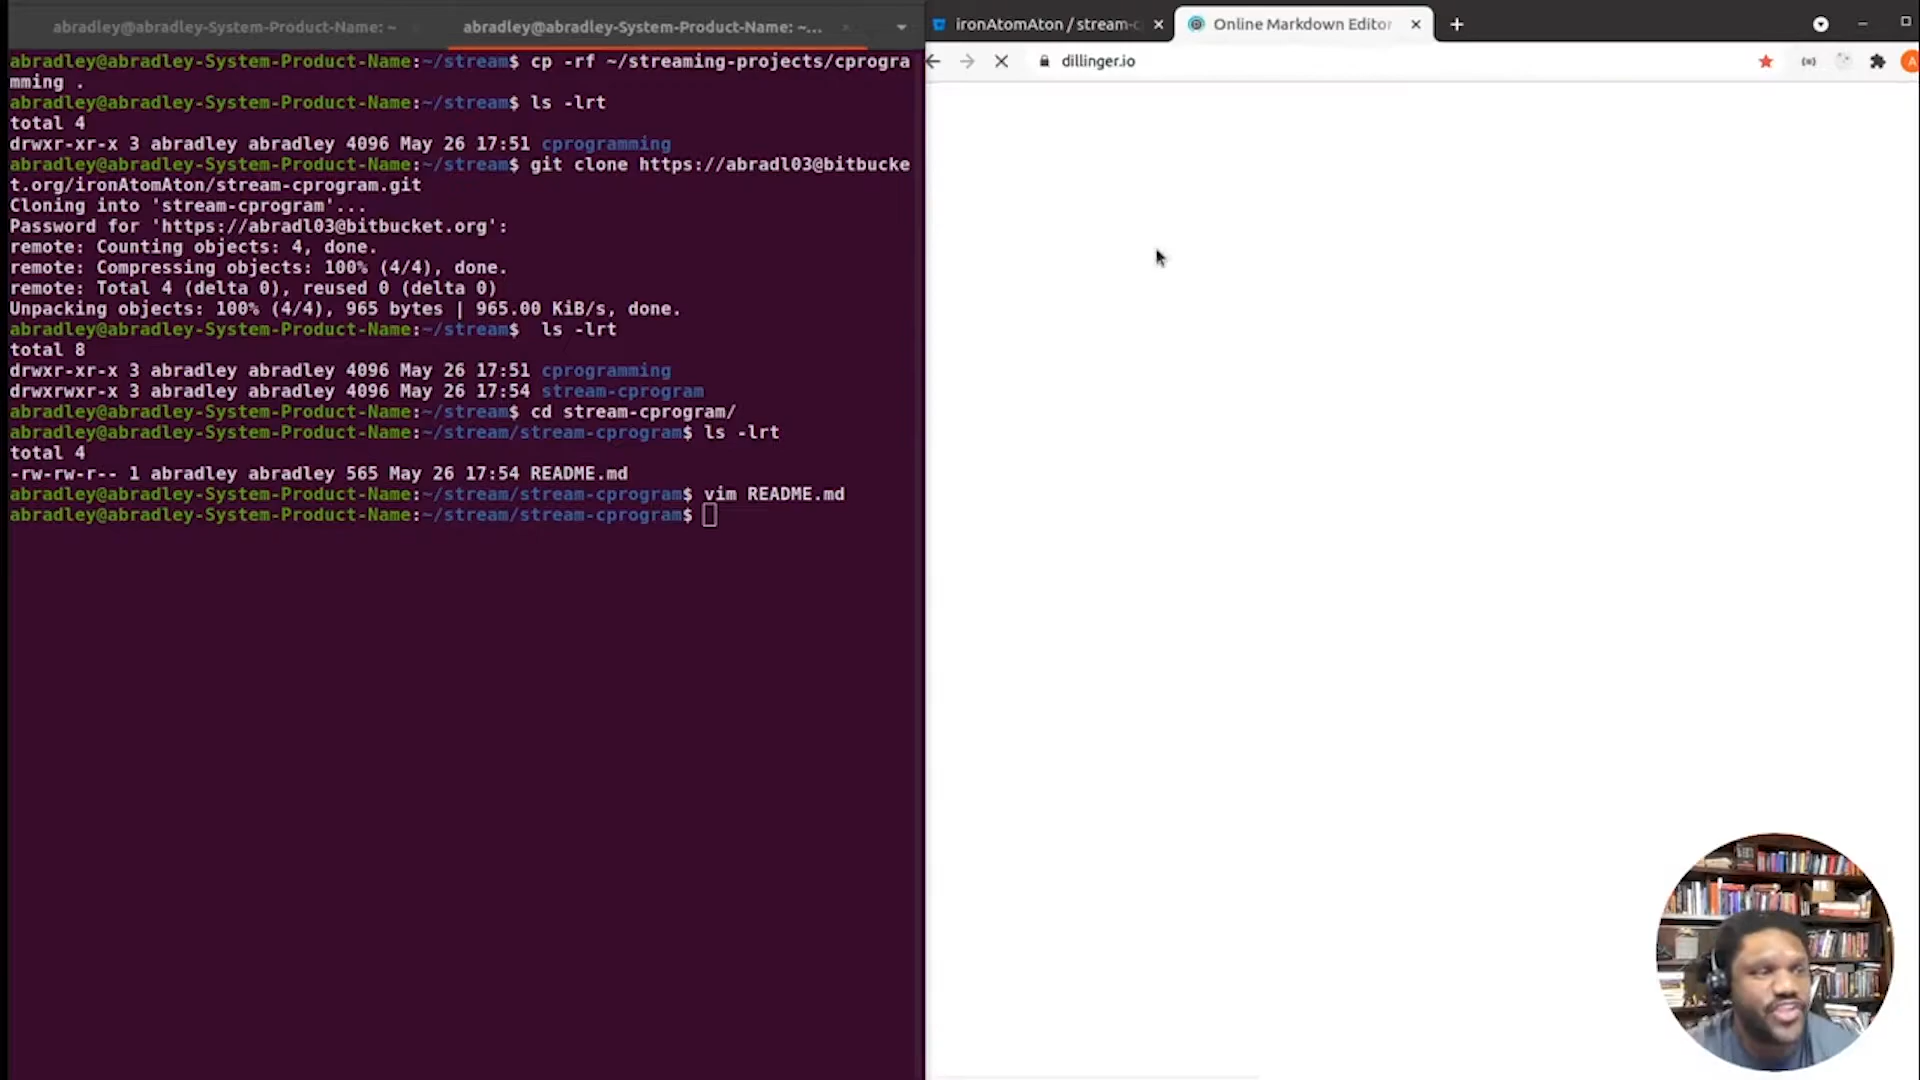 abradley@abradley-System-Product-Name: ~
abradley@abradley-System-Product-Name: ~...
ironAtomAton / stream-c
Online Markdown Editor
dillinger.io
abradley@abradley-System-Product-Name:~/stream$ cp -rf ~/streaming-projects/cprogra
mming .
abradley@abradley-System-Product-Name:~/stream$ ls -lrt
total 4
drwxr-xr-x 3 abradley abradley 4096 May 26 17:51 cprogramming
abradley@abradley-System-Product-Name:~/stream$ git clone https://abradl03@bitbucke
t.org/ironAtomAton/stream-cprogram.git
Cloning into 'stream-cprogram'...
Password for 'https://abradl03@bitbucket.org':
remote: Counting objects: 4, done.
remote: Compressing objects: 100% (4/4), done.
remote: Total 4 (delta 0), reused 0 (delta 0)
Unpacking objects: 100% (4/4), 965 bytes | 965.00 KiB/s, done.
abradley@abradley-System-Product-Name:~/stream$  ls -lrt
total 8
drwxr-xr-x 3 abradley abradley 4096 May 26 17:51 cprogramming
drwxrwxr-x 3 abradley abradley 4096 May 26 17:54 stream-cprogram
abradley@abradley-System-Product-Name:~/stream$ cd stream-cprogram/
abradley@abradley-System-Product-Name:~/stream/stream-cprogram$ ls -lrt
total 4
-rw-rw-r-- 1 abradley abradley 565 May 26 17:54 README.md
abradley@abradley-System-Product-Name:~/stream/stream-cprogram$ vim README.md
abradley@abradley-System-Product-Name:~/stream/stream-cprogram$